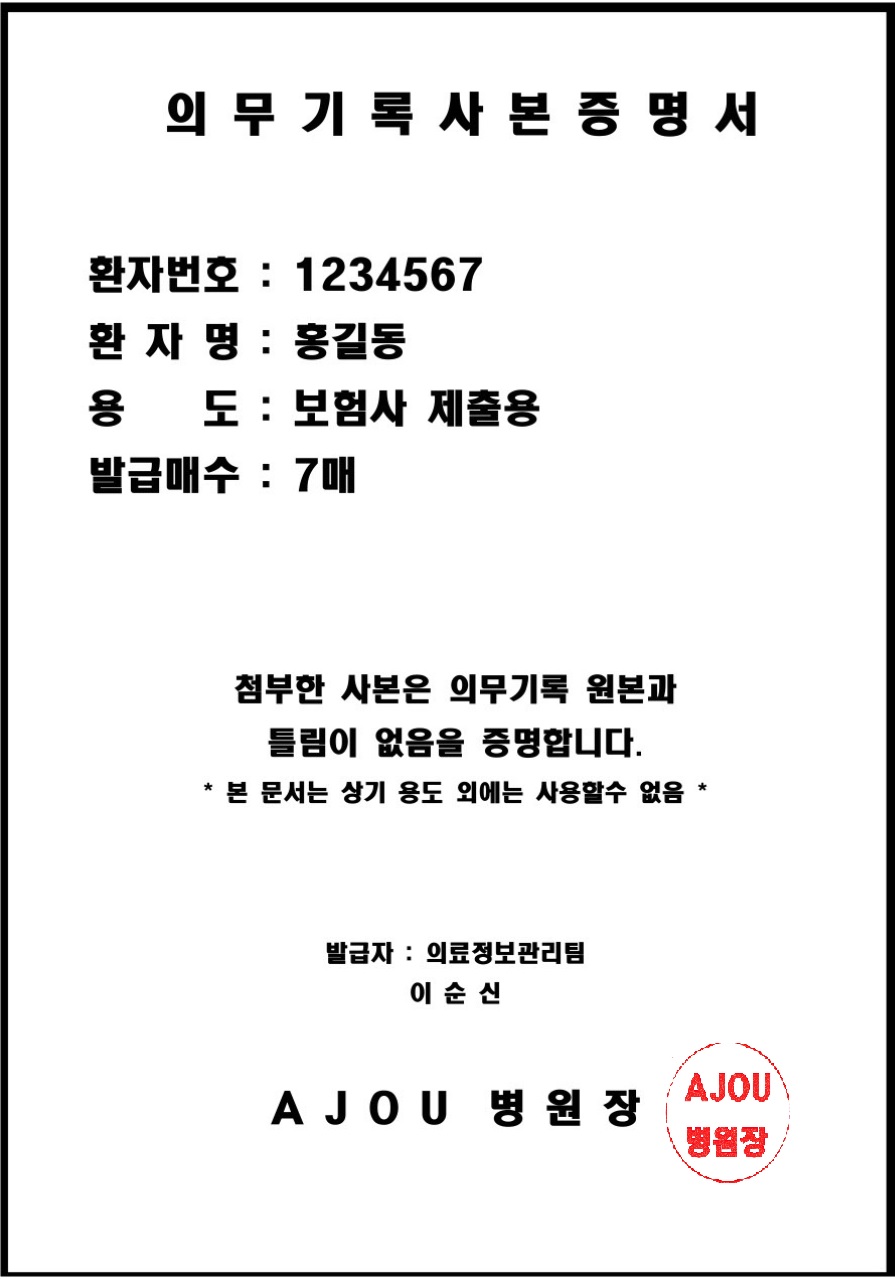 의 무 기 록 사 본 증 명 서
환자번호 : 1234567
환 자 명 : 홍길동
용 도 : 보험사 제출용
발급매수 : 7매
첨부한 사본은 의무기록 원본과
틀림이 없음을 증명합니다.
* 본 문서는 상기 용도 외에는 사용할수 없음 *
발급자 : 의료정보관리팀
이 순 신
A J O U 병 원 장
AJOU
병원장